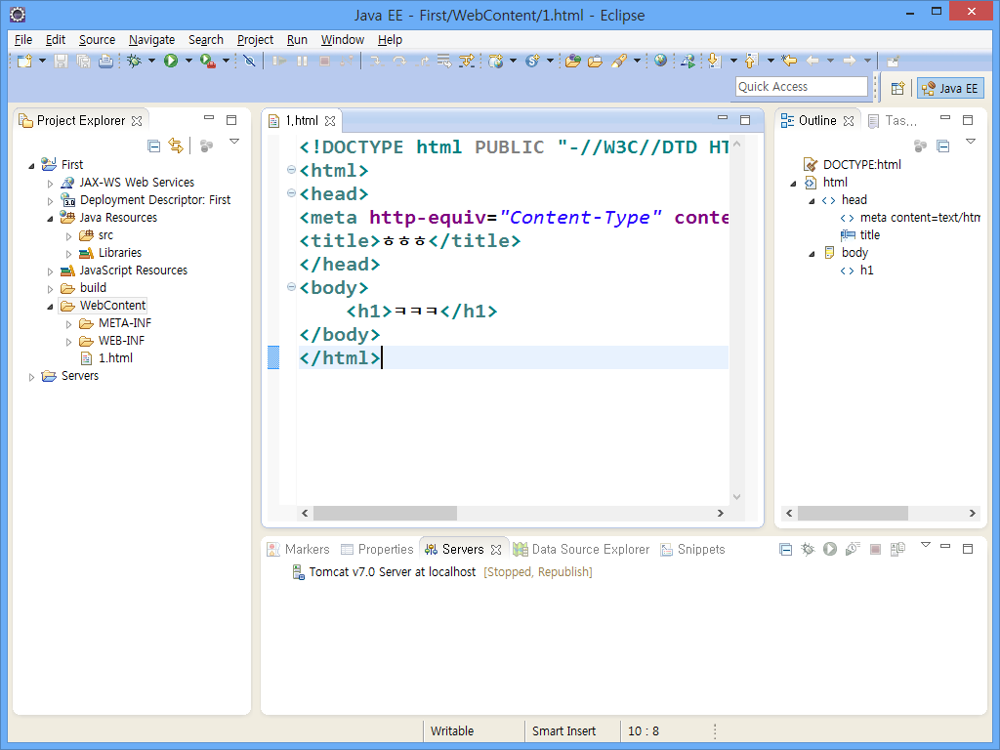 Java EE - First/WebContent/1.html - Eclipse
File Edit Source Navigate Search Project Run Window Help
Quick Access
Java EE
Project Explorer
First
JAX-WS Web Services
Deployment Descriptor: First
Java Resources
src
Libraries
JavaScript Resources
build
WebContent
META-INF
WEB-INF
1.html
Servers
1.html
<!DOCTYPE html PUBLIC "-//W3C//DTD HT
<html>
<head>
<meta http-equiv="Content-Type" conte
<title>ㅎㅎㅎ</title>
</head>
<body>
<h1>ㅋㅋㅋ</h1>
</body>
</html>
Outline Tas...
DOCTYPE:html
html
head
meta content=text/htm
title
body
h1
Markers Properties Servers Data Source Explorer Snippets
Tomcat v7.0 Server at localhost [Stopped, Republish]
Writable Smart Insert 10 : 8